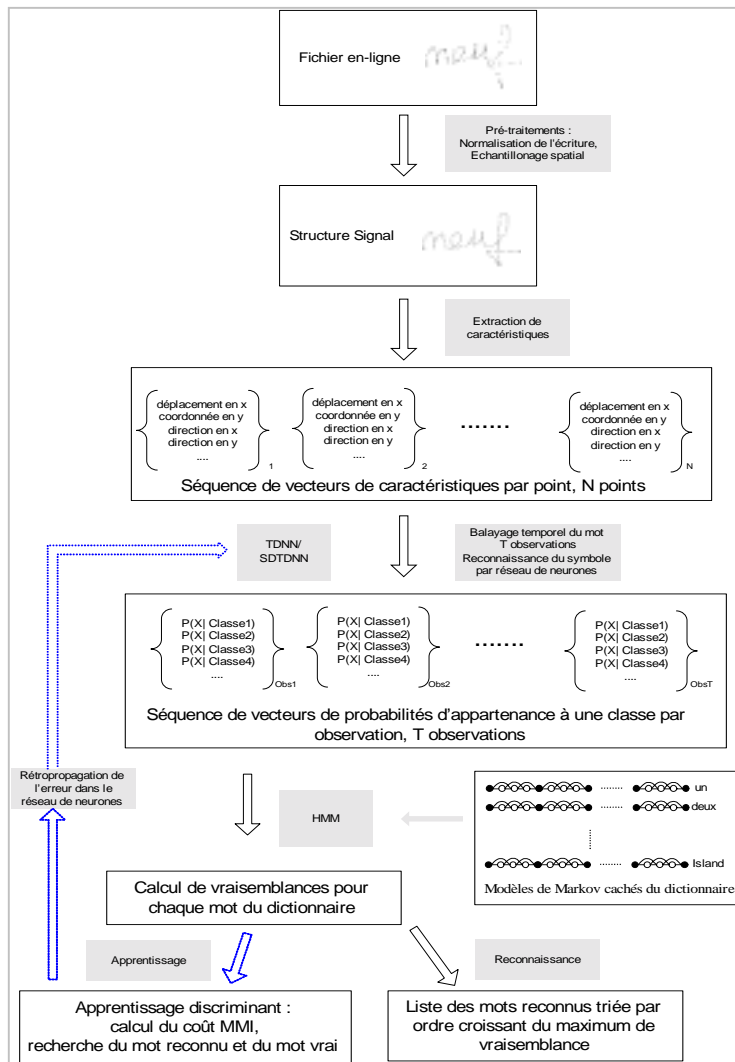 Fichier en-ligne
neuf
Pré-traitements :
Normalisation de l'écriture,
Echantillonage spatial
Structure Signal
neuf
Extraction de
caractéristiques
déplacement en x
coordonnée en y
direction en x
direction en y
....
1
déplacement en x
coordonnée en y
direction en x
direction en y
....
2
.......
déplacement en x
coordonnée en y
direction en x
direction en y
....
N
Séquence de vecteurs de caractéristiques par point, N points
TDNN/
SDTDNN
Balayage temporel du mot
T observations
Reconnaissance du symbole
par réseau de neurones
P(X| Classe1)
P(X| Classe2)
P(X| Classe3)
P(X| Classe4)
....
Obs1
P(X| Classe1)
P(X| Classe2)
P(X| Classe3)
P(X| Classe4)
....
Obs2
.......
P(X| Classe1)
P(X| Classe2)
P(X| Classe3)
P(X| Classe4)
....
ObsT
Séquence de vecteurs de probabilités d'appartenance à une classe par
observation, T observations
Rétropropagation de
l'erreur dans le
réseau de neurones
HMM
........ un
........ deux
........ Island
Modèles de Markov cachés du dictionnaire
Calcul de vraisemblances pour
chaque mot du dictionnaire
Apprentissage
Reconnaissance
Apprentissage discriminant :
calcul du coût MMI,
recherche du mot reconnu et du mot vrai
Liste des mots reconnus triée par
ordre croissant du maximum de
vraisemblance